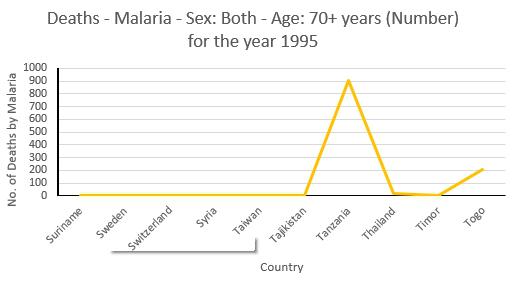 Deaths - Malaria - Sex: Both - Age: 70+ years (Number)
for the year 1995
No. of Deaths by Malaria
1000
900
800
700
600
500
400
300
200
100
0
Suriname
Sweden
Switzerland
Syria
Taiwan
Tajikistan
Tanzania
Thailand
Timor
Togo
Country